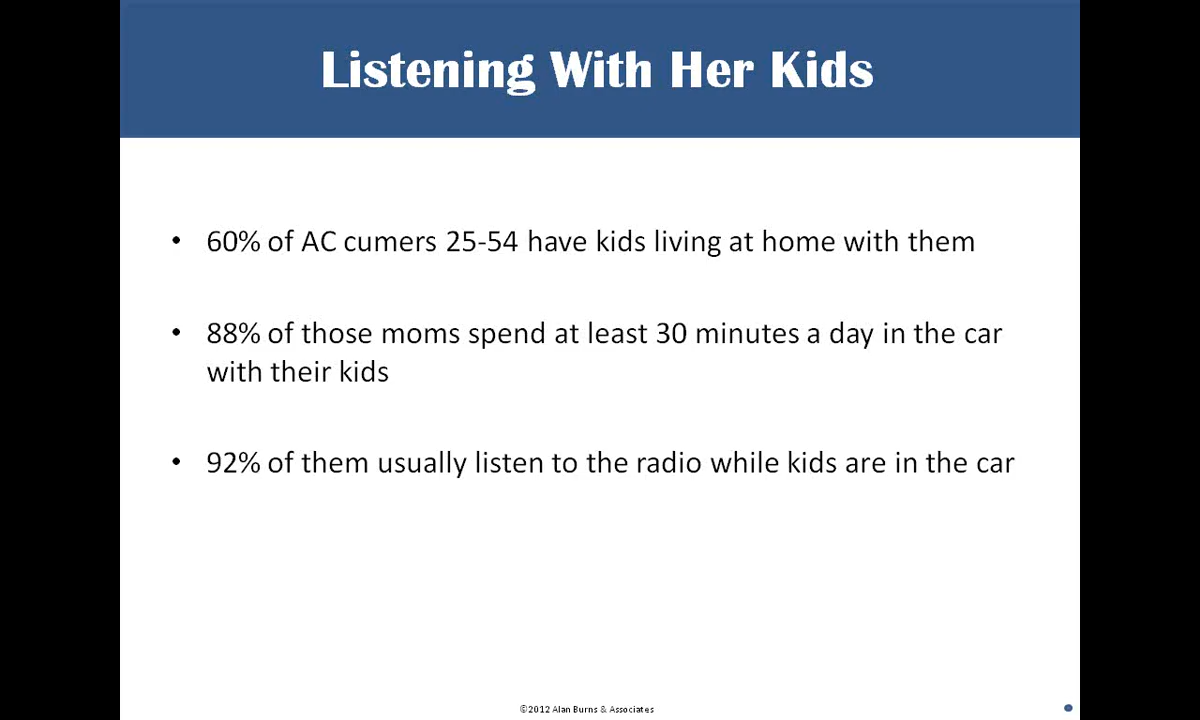 Listening With Her Kids
• 60% of AC cumers 25-54 have kids living at home with them
• 88% of those moms spend at least 30 minutes a day in the car
with their kids
• 92% of them usually listen to the radio while kids are in the car
©2012 Alan Burns & Associates